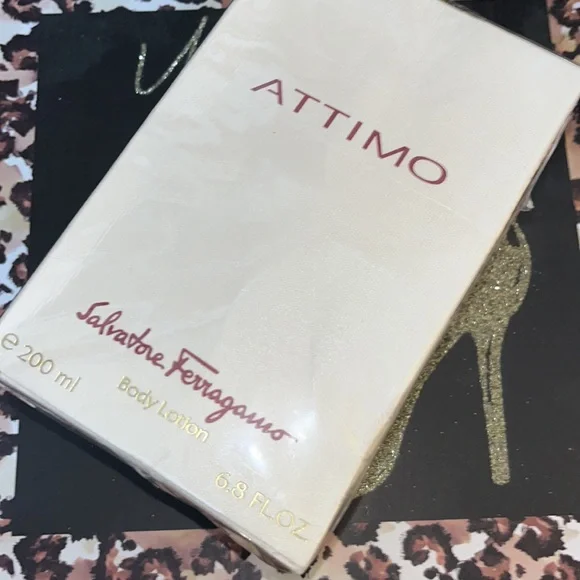 ATTIMO
Salvatore Ferragamo
℮ 200 ml
Body Lotion
6.8 FL.OZ.